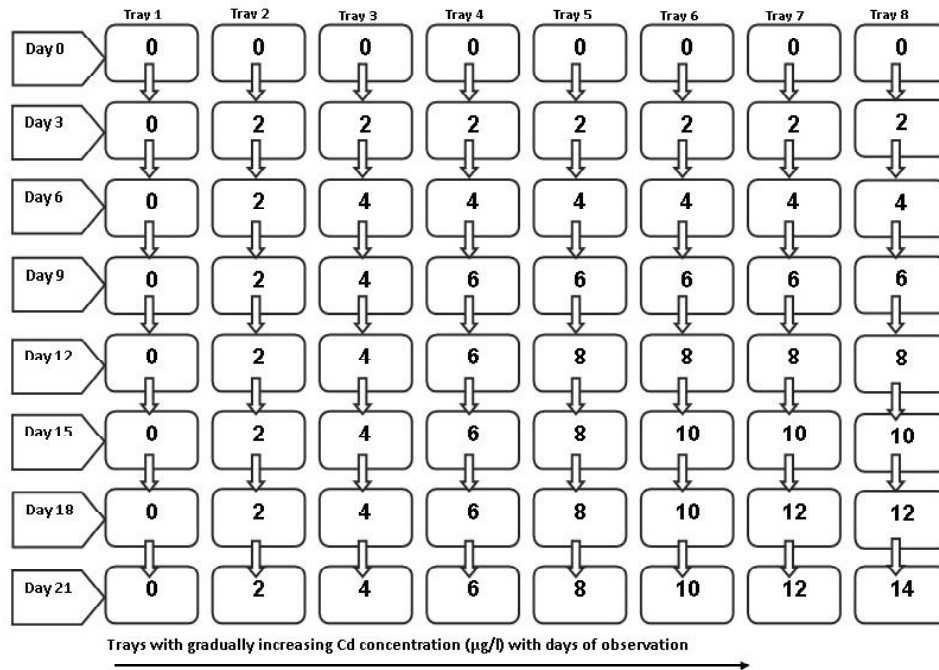 Tray 1 Tray 2 Tray 3 Tray 4 Tray 5 Tray 6 Tray 7 Tray 8
Day 0 0 0 0 0 0 0 0 0
Day 3 0 2 2 2 2 2 2 2
Day 6 0 2 4 4 4 4 4 4
Day 9 0 2 4 6 6 6 6 6
Day 12 0 2 4 6 8 8 8 8
Day 15 0 2 4 6 8 10 10 10
Day 18 0 2 4 6 8 10 12 12
Day 21 0 2 4 6 8 10 12 14
Trays with gradually increasing Cd concentration (µg/l) with days of observation